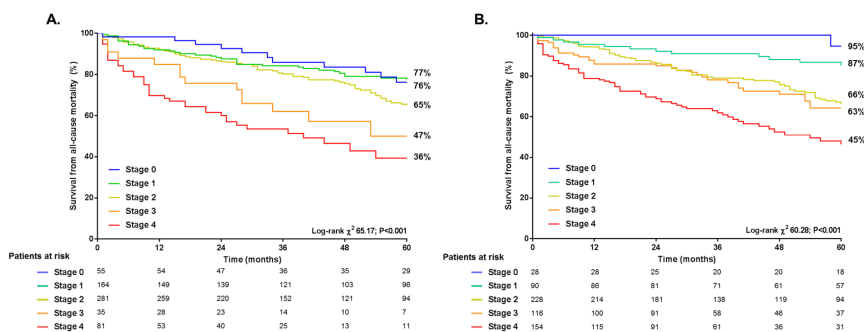 A.
Survival from all-cause mortality (%)
100
80
60
40
20
0
77%
76%
65%
47%
36%
Stage 0
Stage 1
Stage 2
Stage 3
Stage 4
Log-rank χ² 65.17; P<0.001
0 12 24 36 48 60
Time (months)
Patients at risk
Stage 0 55 54 47 36 35 29
Stage 1 164 149 139 121 103 96
Stage 2 281 259 220 152 121 94
Stage 3 35 28 23 14 10 7
Stage 4 81 53 40 25 13 11
B.
Survival from all-cause mortality (%)
100
80
60
40
20
0
95%
87%
66%
63%
45%
Stage 0
Stage 1
Stage 2
Stage 3
Stage 4
Log-rank χ² 60.28; P<0.001
0 12 24 36 48 60
Time (months)
Patients at risk
Stage 0 28 28 25 20 20 18
Stage 1 90 86 81 71 61 57
Stage 2 228 214 181 138 119 94
Stage 3 116 100 91 58 46 37
Stage 4 154 115 91 61 36 31